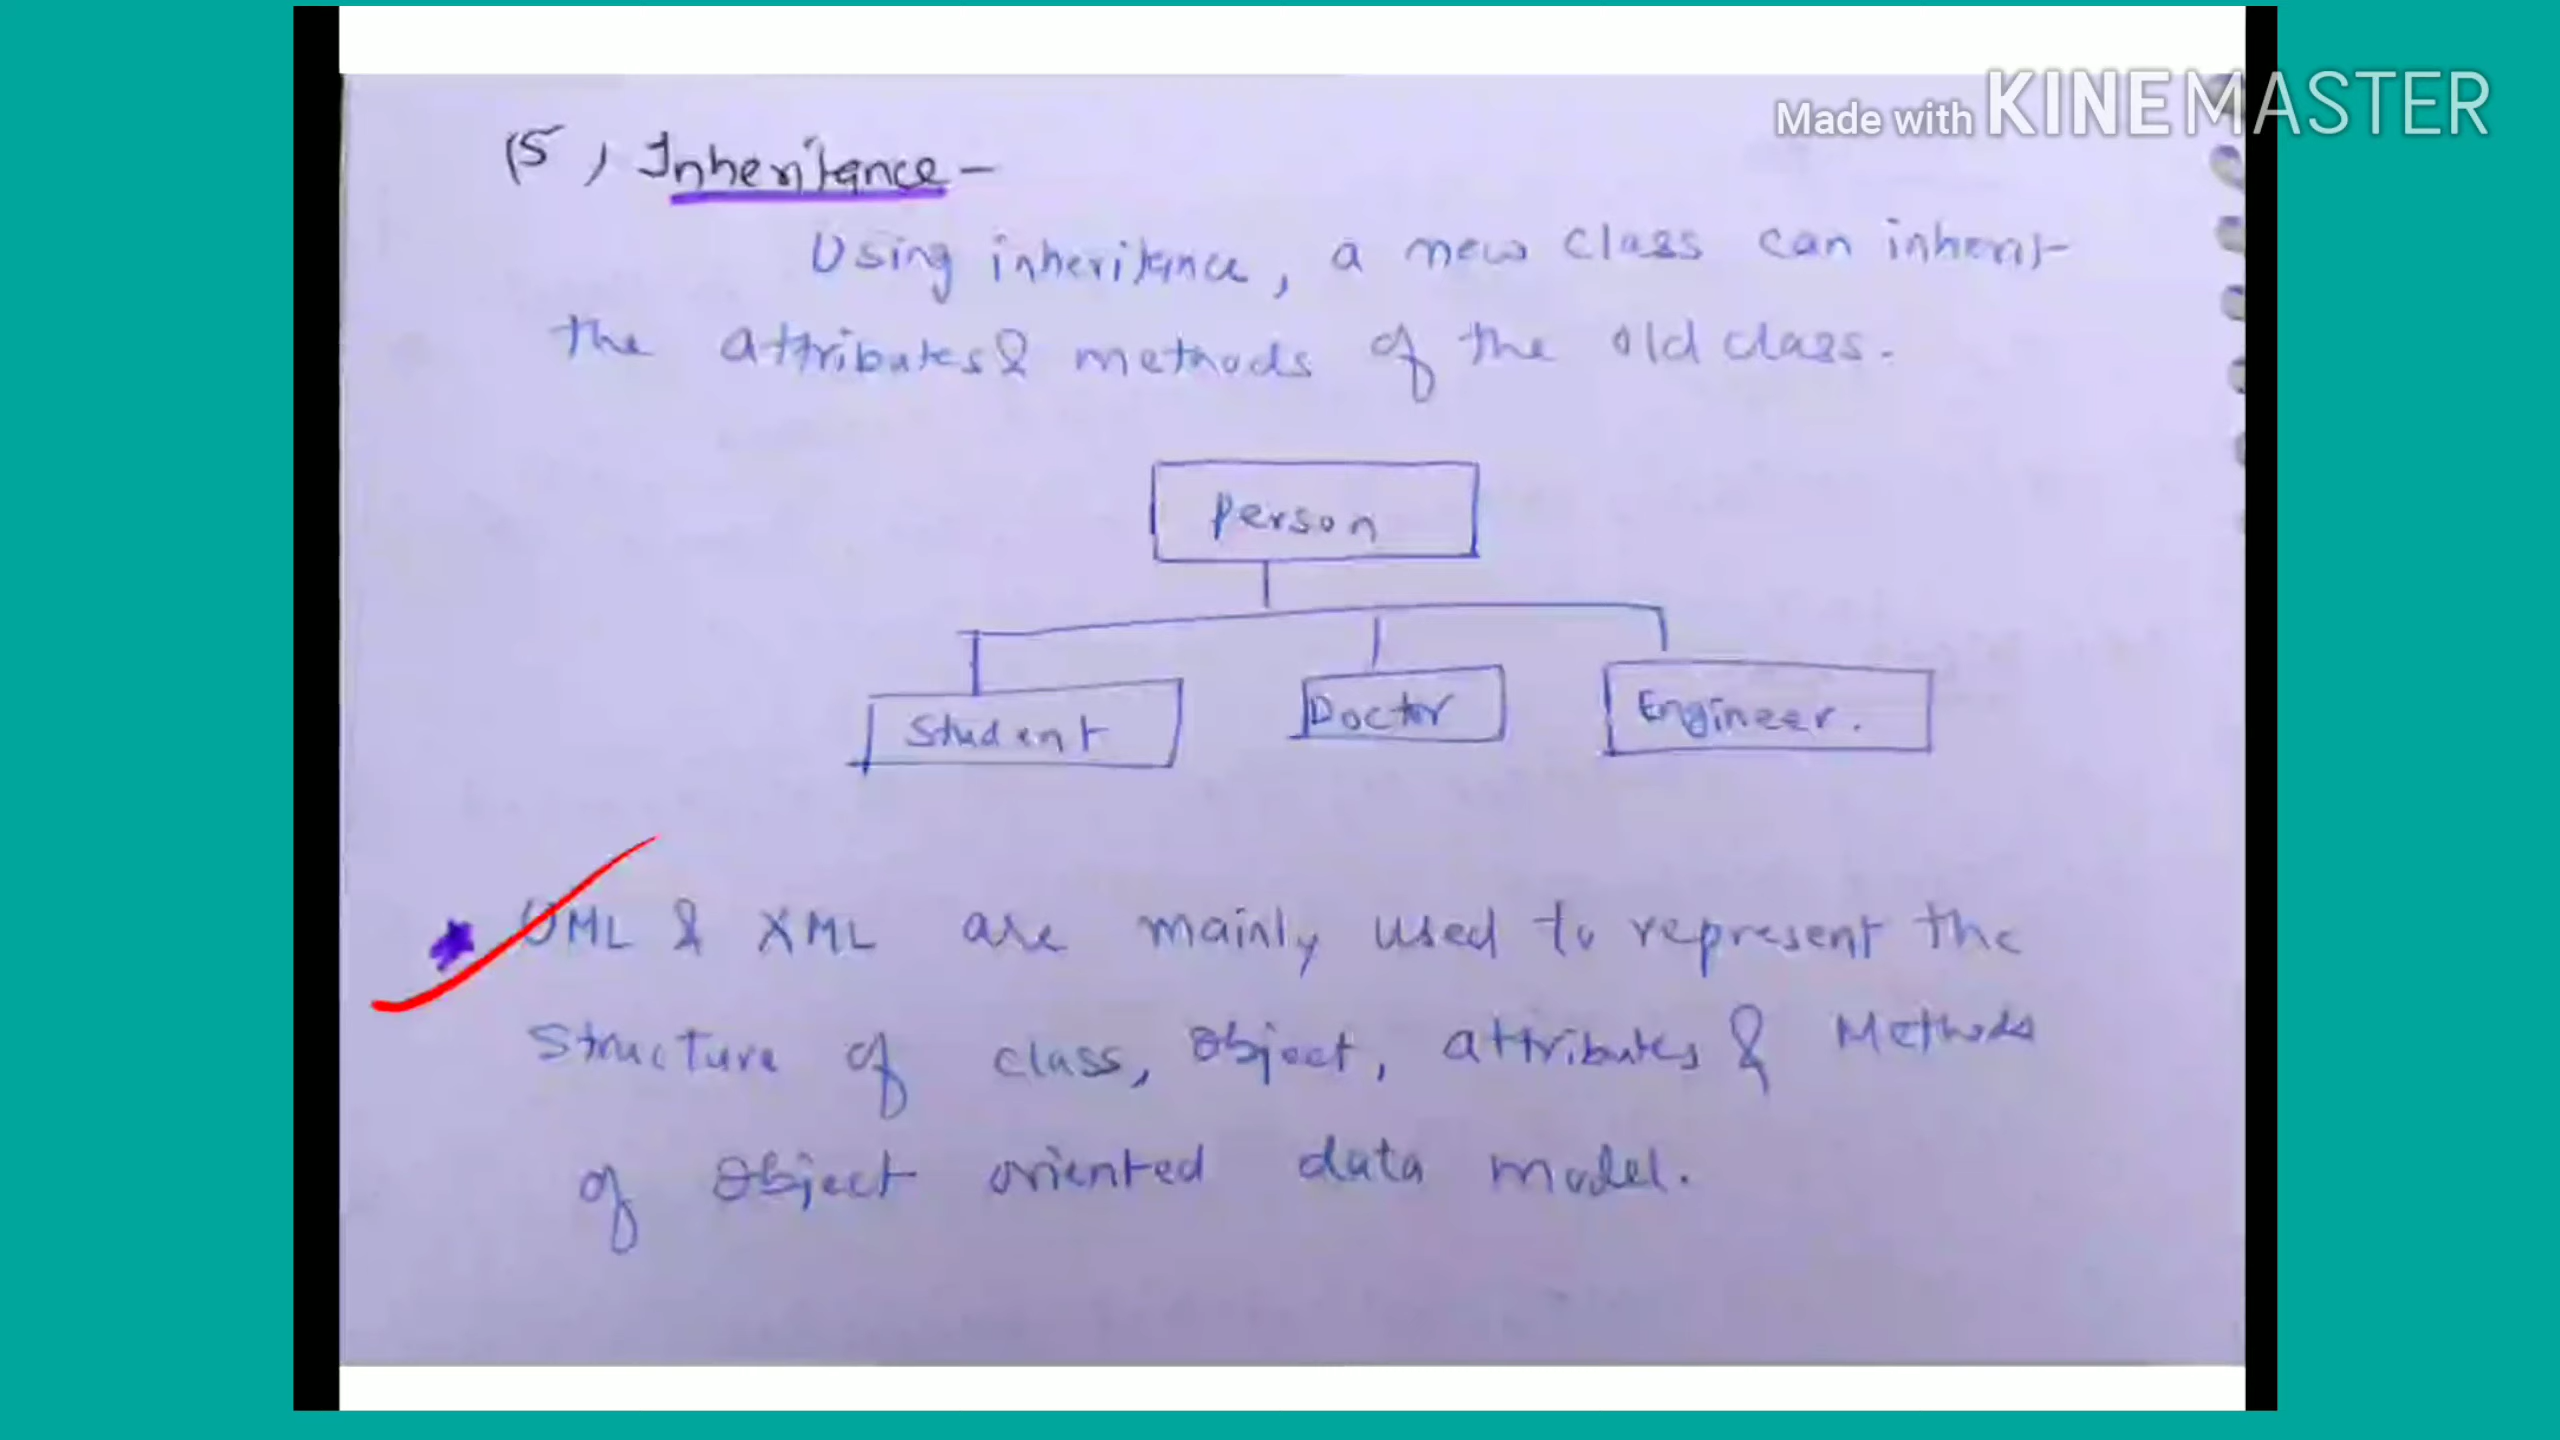 Made with KINEMASTER
(5) Inheritance -
Using inheritance, a new class can inherit
the attributes & methods of the old class.
person
Student
Doctor
Engineer.
UML & XML are mainly used to represent the
structure of class, object, attributes & Methods
of object oriented data model.